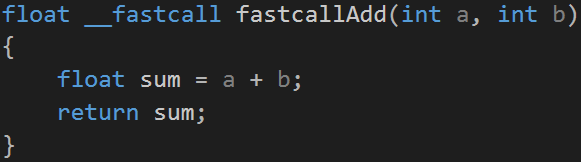 float __fastcall fastcallAdd(int a, int b)
{
    float sum = a + b;
    return sum;
}